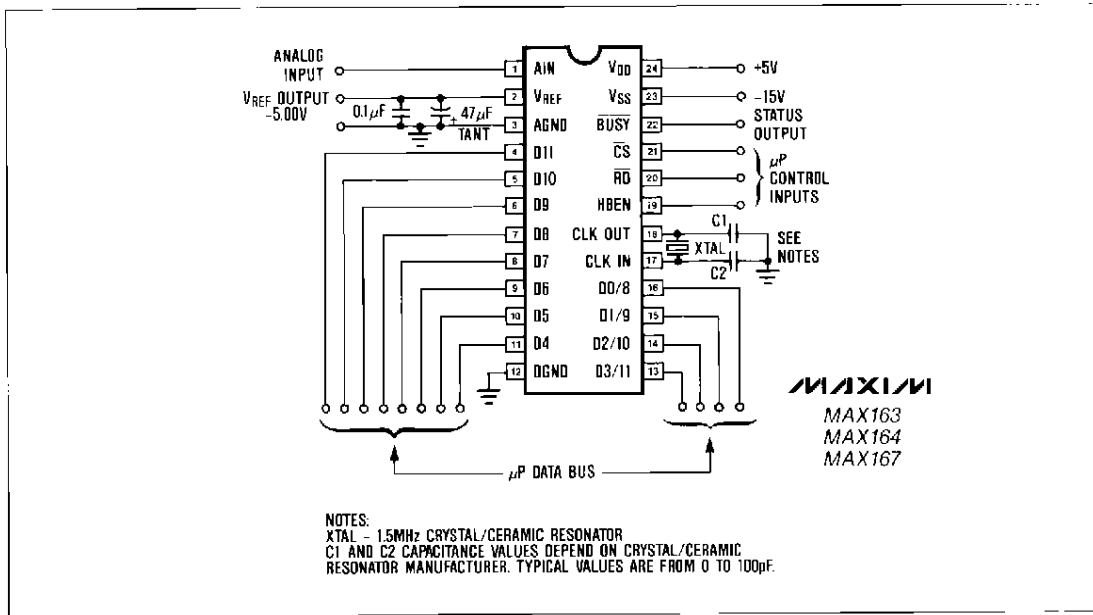 ANALOG
INPUT
VREF OUTPUT
-5.00V
0.1μF
47μF
+
TANT
1 AIN
2 VREF
3 AGND
4 D11
5 D10
6 D9
7 D8
8 D7
9 D6
10 D5
11 D4
12 DGND
VDD 24
VSS 23
BUSY 22
CS 21
RD 20
HBEN 19
CLK OUT 18
CLK IN 17
D0/8 16
D1/9 15
D2/10 14
D3/11 13
+5V
-15V
STATUS
OUTPUT
μP
CONTROL
INPUTS
C1
XTAL
C2
SEE
NOTES
MAXIM
MAX163
MAX164
MAX167
μP DATA BUS
NOTES:
XTAL - 1.5MHz CRYSTAL/CERAMIC RESONATOR
C1 AND C2 CAPACITANCE VALUES DEPEND ON CRYSTAL/CERAMIC
RESONATOR MANUFACTURER. TYPICAL VALUES ARE FROM 0 TO 100pF.